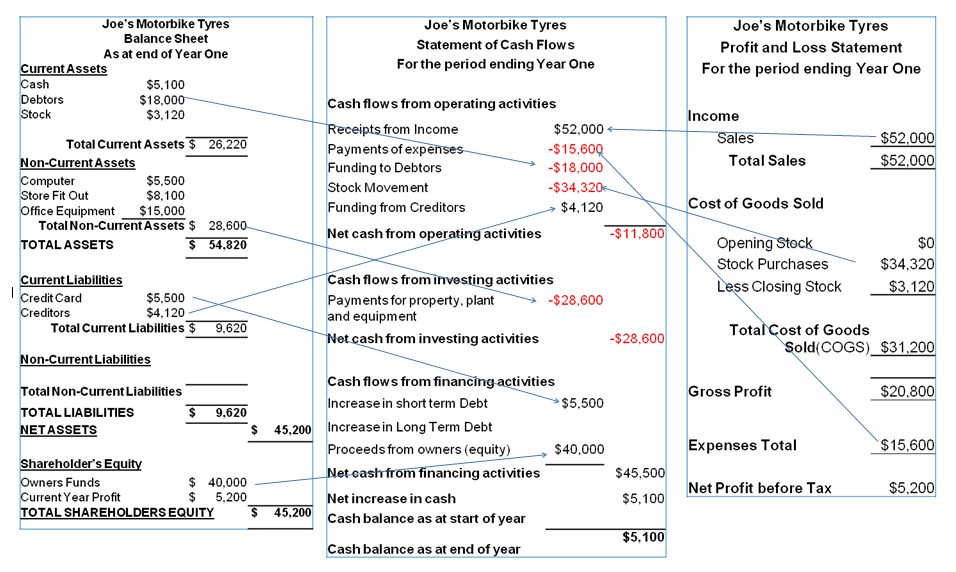 Joe's Motorbike Tyres
Balance Sheet
As at end of Year One
Current Assets
Cash $5,100
Debtors $18,000
Stock $3,120
Total Current Assets $ 26,220
Non-Current Assets
Computer $5,500
Store Fit Out $8,100
Office Equipment $15,000
Total Non-Current Assets $ 28,600
TOTAL ASSETS $ 54,820
Current Liabilities
Credit Card $5,500
Creditors $4,120
Total Current Liabilities $ 9,620
Non-Current Liabilities
Total Non-Current Liabilities
TOTAL LIABILITIES $ 9,620
NET ASSETS $ 45,200
Shareholder's Equity
Owners Funds $ 40,000
Current Year Profit $ 5,200
TOTAL SHAREHOLDERS EQUITY $ 45,200
Joe's Motorbike Tyres
Statement of Cash Flows
For the period ending Year One
Cash flows from operating activities
Receipts from Income $52,000
Payments of expenses -$15,600
Funding to Debtors -$18,000
Stock Movement -$34,320
Funding from Creditors $4,120
Net cash from operating activities -$11,800
Cash flows from investing activities
Payments for property, plant -$28,600
and equipment
Net cash from investing activities -$28,600
Cash flows from financing activities
Increase in short term Debt $5,500
Increase in Long Term Debt
Proceeds from owners (equity) $40,000
Net cash from financing activities $45,500
Net increase in cash $5,100
Cash balance as at start of year
$5,100
Cash balance as at end of year
Joe's Motorbike Tyres
Profit and Loss Statement
For the period ending Year One
Income
Sales $52,000
Total Sales $52,000
Cost of Goods Sold
Opening Stock $0
Stock Purchases $34,320
Less Closing Stock $3,120
Total Cost of Goods
Sold(COGS) $31,200
Gross Profit $20,800
Expenses Total $15,600
Net Profit before Tax $5,200